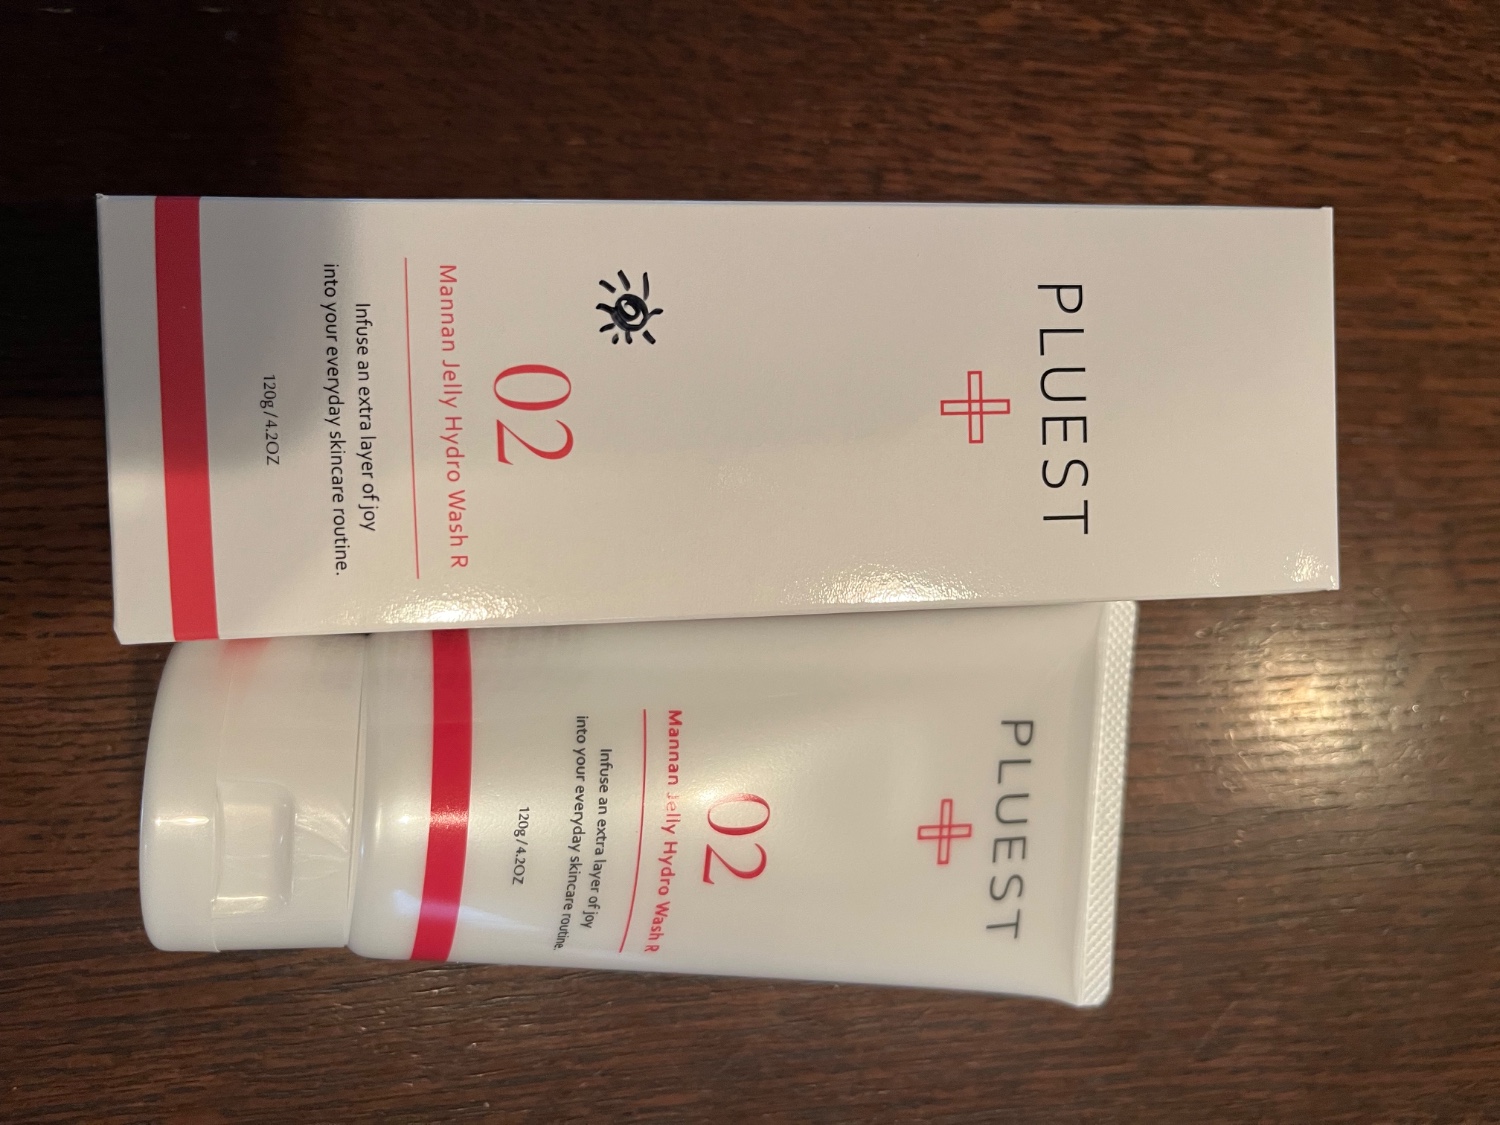 PLUEST
02
Mannan Jelly Hydro Wash R
Infuse an extra layer of joy
into your everyday skincare routine.
120g/4.2OZ
PLUEST
02
Mannan Jelly Hydro Wash R
Infuse an extra layer of joy
into your everyday skincare routine.
120g/4.2OZ